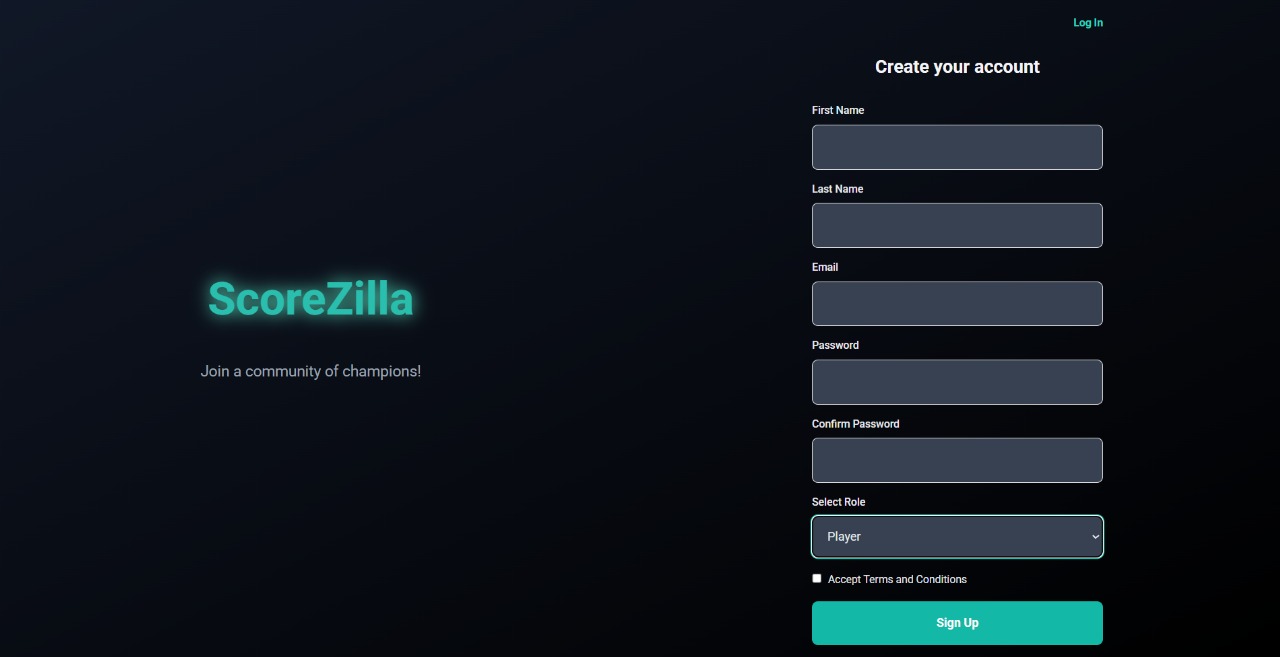 Log In
Create your account
First Name
Last Name
ScoreZilla
Join a community of champions!
Email
Password
Confirm Password
Select Role
Player
Accept Terms and Conditions
Sign Up